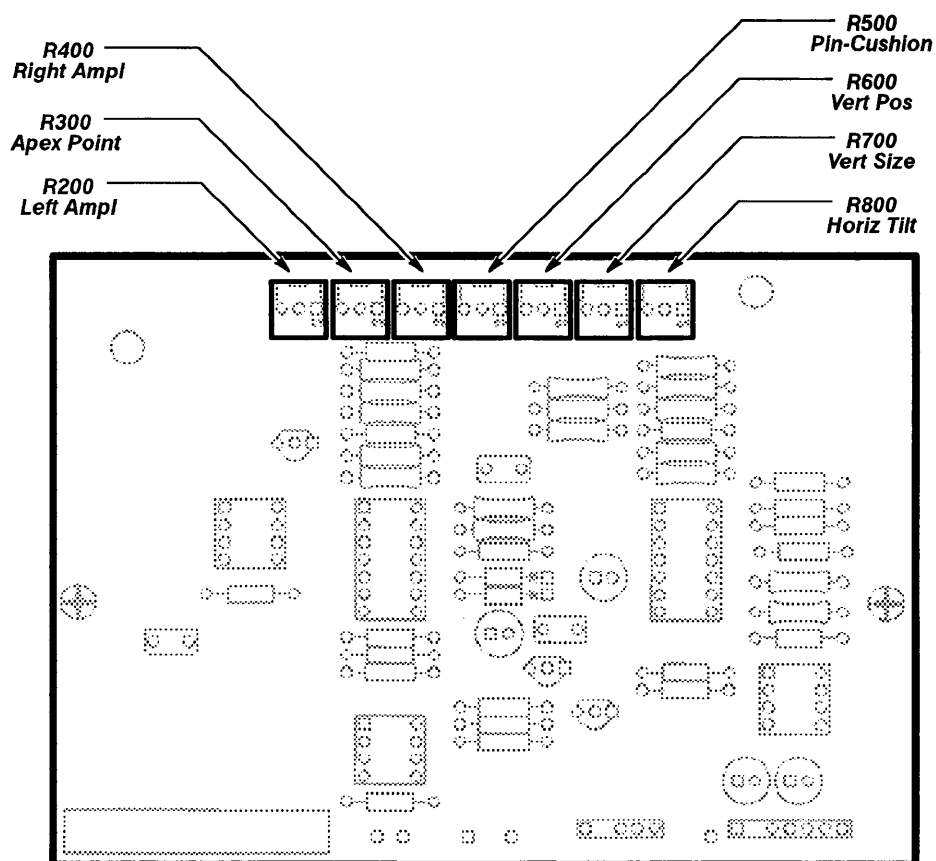 R400
Right Ampl
R300
Apex Point
R200
Left Ampl
R500
Pin-Cushion
R600
Vert Pos
R700
Vert Size
R800
Horiz Tilt